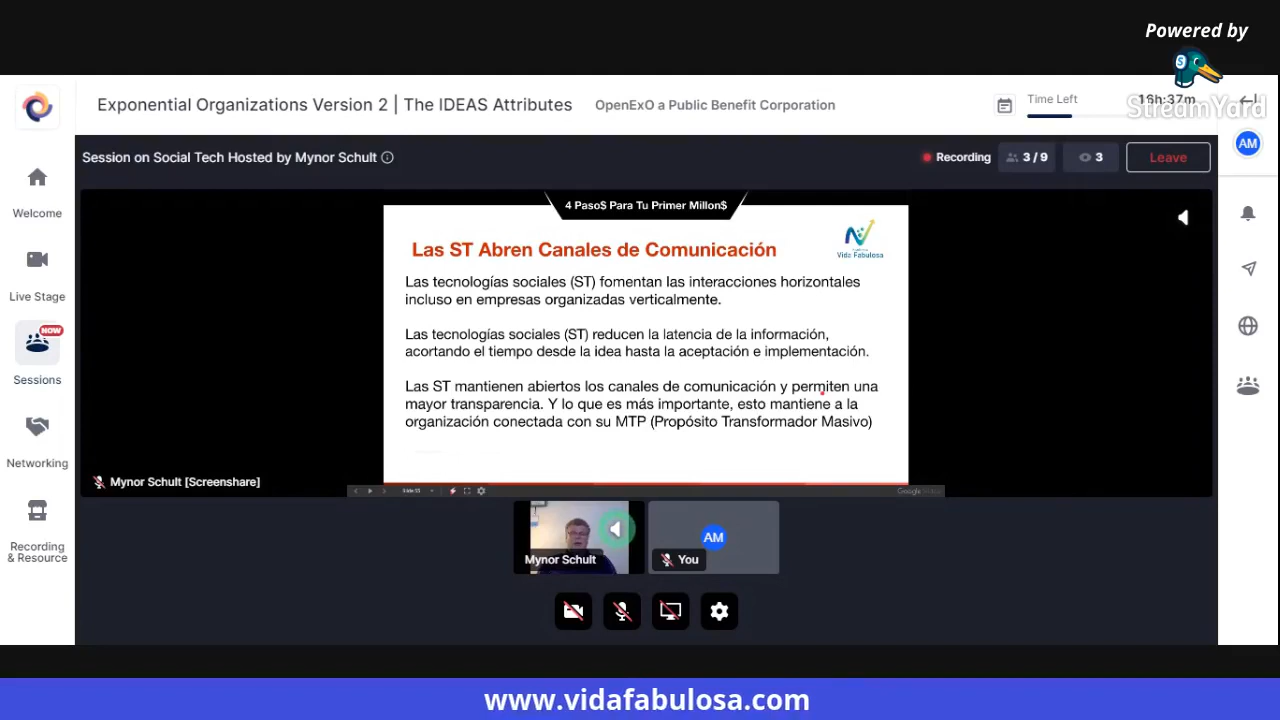 Powered by
StreamYard
Exponential Organizations Version 2 | The IDEAS Attributes
OpenExO a Public Benefit Corporation
Time Left
16h:37m
AM
Session on Social Tech Hosted by Mynor Schult
Recording
3 / 9
3
Leave
Welcome
Live Stage
NOW
Sessions
Networking
Recording
& Resource
4 Paso$ Para Tu Primer Millon$
Las ST Abren Canales de Comunicación
Vida Fabulosa
Las tecnologías sociales (ST) fomentan las interacciones horizontales
incluso en empresas organizadas verticalmente.
Las tecnologías sociales (ST) reducen la latencia de la información,
acortando el tiempo desde la idea hasta la aceptación e implementación.
Las ST mantienen abiertos los canales de comunicación y permiten una
mayor transparencia. Y lo que es más importante, esto mantiene a la
organización conectada con su MTP (Propósito Transformador Masivo)
Mynor Schult [Screenshare]
Google
Mynor Schult
AM
You
www.vidafabulosa.com